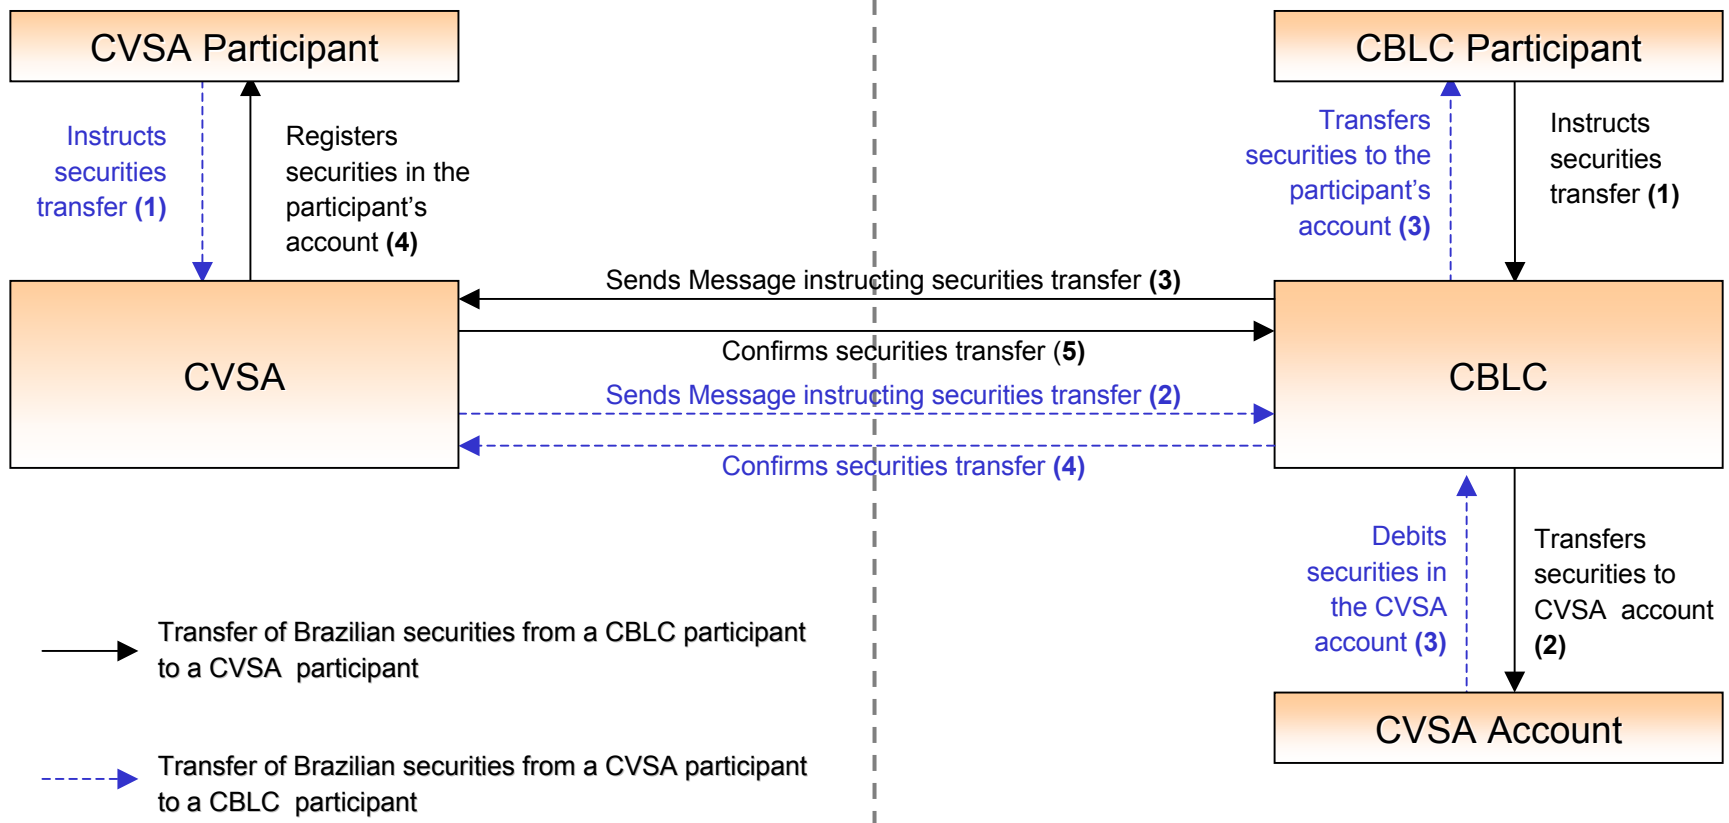 CVSA Participant
CBLC Participant
Instructs
securities
transfer (1)
Registers
securities in the
participant's
account (4)
Transfers
securities to the
participant's
account (3)
Instructs
securities
transfer (1)
Sends Message instructing securities transfer (3)
Confirms securities transfer (5)
CVSA
CBLC
Sends Message instructing securities transfer (2)
Confirms securities transfer (4)
Debits
securities in
the CVSA
account (3)
Transfers
securities to
CVSA account
(2)
CVSA Account
Transfer of Brazilian securities from a CBLC participant
to a CVSA participant
Transfer of Brazilian securities from a CVSA participant
to a CBLC participant